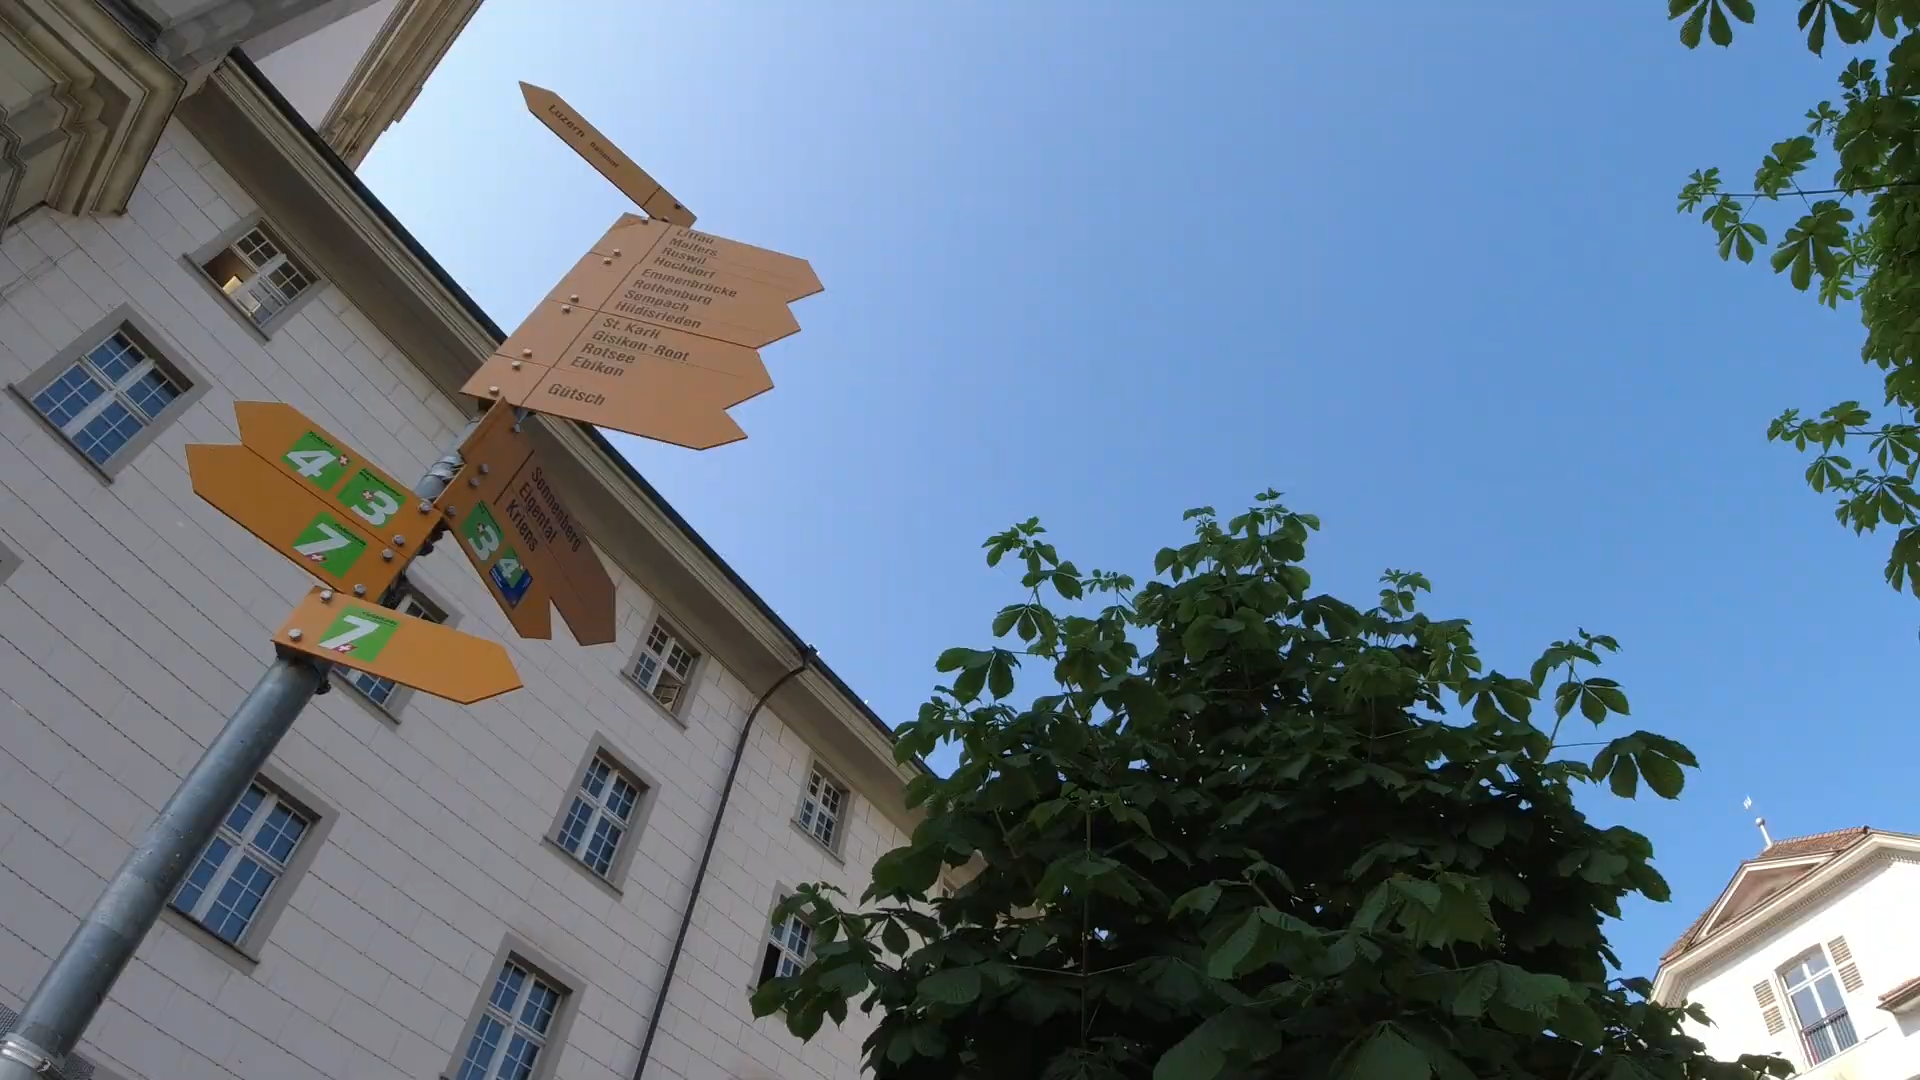 Luzern Bahnhof
Littau
Malters
Ruswil
Hochdorf
Emmenbrücke
Rothenburg
Sempach
Hildisrieden
St. Karli
Gisikon-Root
Rotsee
Ebikon
Gütsch
Sonnenberg
Eigental
Kriens
4 3
7
3 4
7